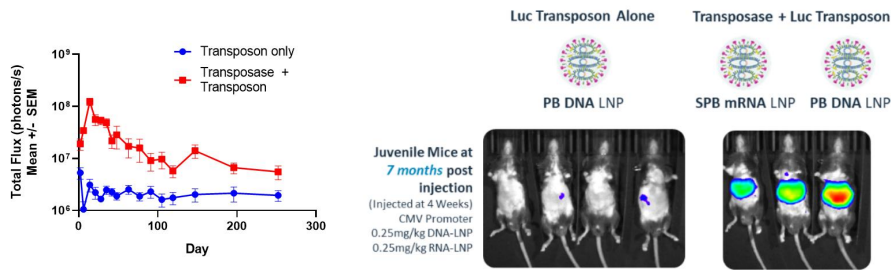 Total Flux (photons/s)
Mean +/- SEM
10⁹
10⁸
10⁷
10⁶
0
100
200
300
Day
Transposon only
Transposase +
Transposon
Luc Transposon Alone
Transposase + Luc Transposon
PB DNA LNP
SPB mRNA LNP
PB DNA LNP
Juvenile Mice at
7 months post
injection
(Injected at 4 Weeks)
CMV Promoter
0.25mg/kg DNA-LNP
0.25mg/kg RNA-LNP